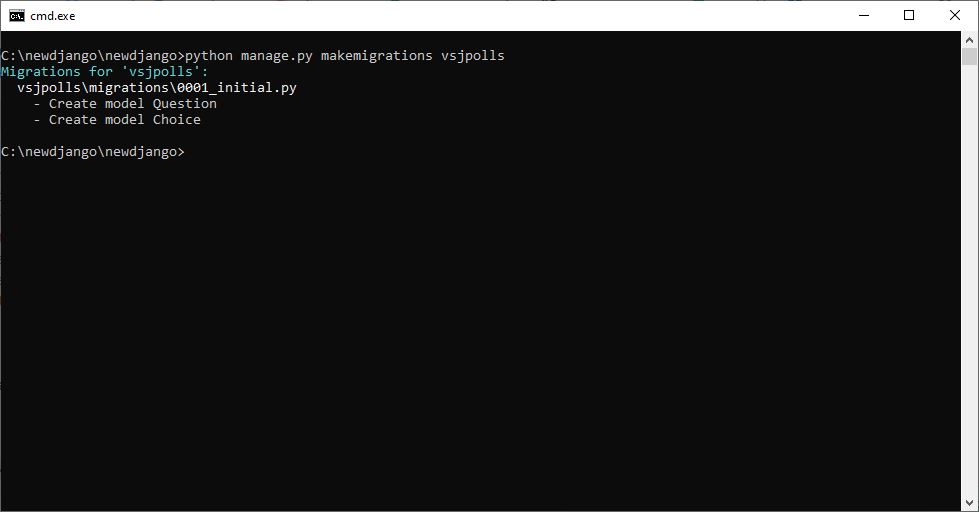 cmd.exe
C:\newdjango\newdjango>python manage.py makemigrations vsjpolls
Migrations for 'vsjpolls':
  vsjpolls\migrations\0001_initial.py
    - Create model Question
    - Create model Choice
C:\newdjango\newdjango>